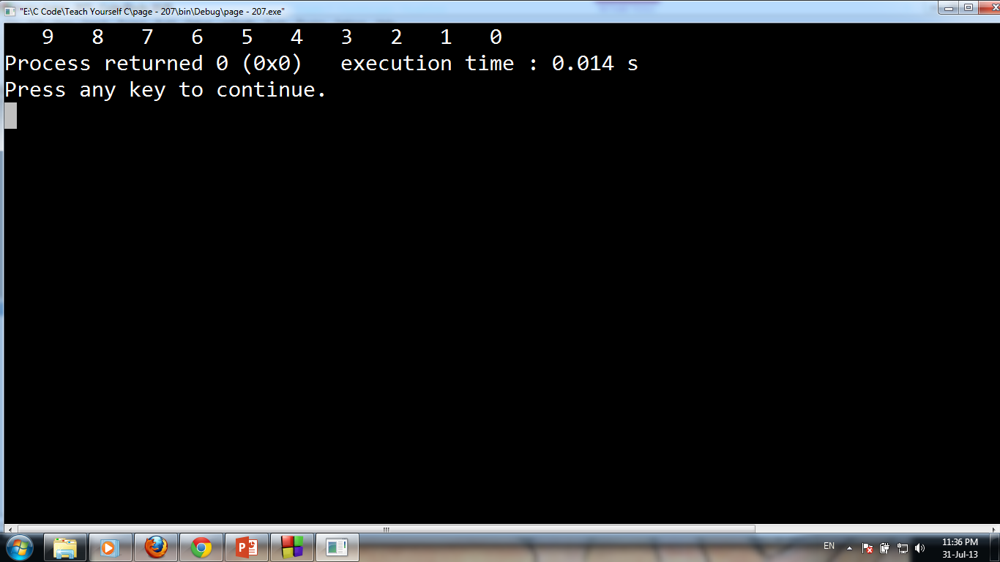 "E:\C Code\Teach Yourself C\page - 207\bin\Debug\page - 207.exe"
   9   8   7   6   5   4   3   2   1   0
Process returned 0 (0x0)   execution time : 0.014 s
Press any key to continue.
EN
11:36 PM
31-Jul-13